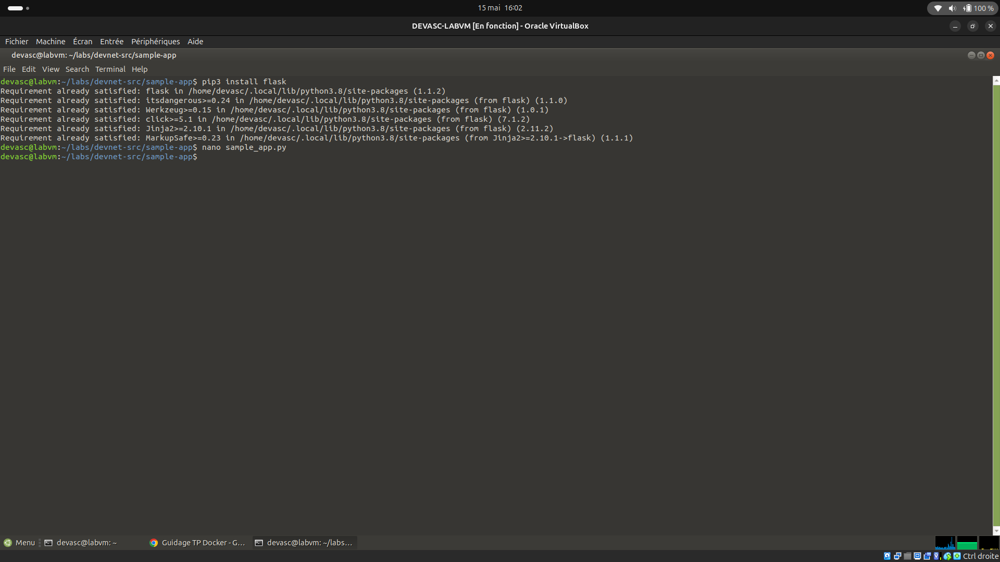 15 mai 16:02
100 %
DEVASC-LABVM [En fonction] - Oracle VirtualBox
Fichier Machine Écran Entrée Périphériques Aide
devasc@labvm: ~/labs/devnet-src/sample-app
File Edit View Search Terminal Help
devasc@labvm:~/labs/devnet-src/sample-app$ pip3 install flask
Requirement already satisfied: flask in /home/devasc/.local/lib/python3.8/site-packages (1.1.2)
Requirement already satisfied: itsdangerous>=0.24 in /home/devasc/.local/lib/python3.8/site-packages (from flask) (1.1.0)
Requirement already satisfied: Werkzeug>=0.15 in /home/devasc/.local/lib/python3.8/site-packages (from flask) (1.0.1)
Requirement already satisfied: click>=5.1 in /home/devasc/.local/lib/python3.8/site-packages (from flask) (7.1.2)
Requirement already satisfied: Jinja2>=2.10.1 in /home/devasc/.local/lib/python3.8/site-packages (from flask) (2.11.2)
Requirement already satisfied: MarkupSafe>=0.23 in /home/devasc/.local/lib/python3.8/site-packages (from Jinja2>=2.10.1->flask) (1.1.1)
devasc@labvm:~/labs/devnet-src/sample-app$ nano sample_app.py
devasc@labvm:~/labs/devnet-src/sample-app$
Menu devasc@labvm: ~ Guidage TP Docker - G... devasc@labvm: ~/labs...
Ctrl droite